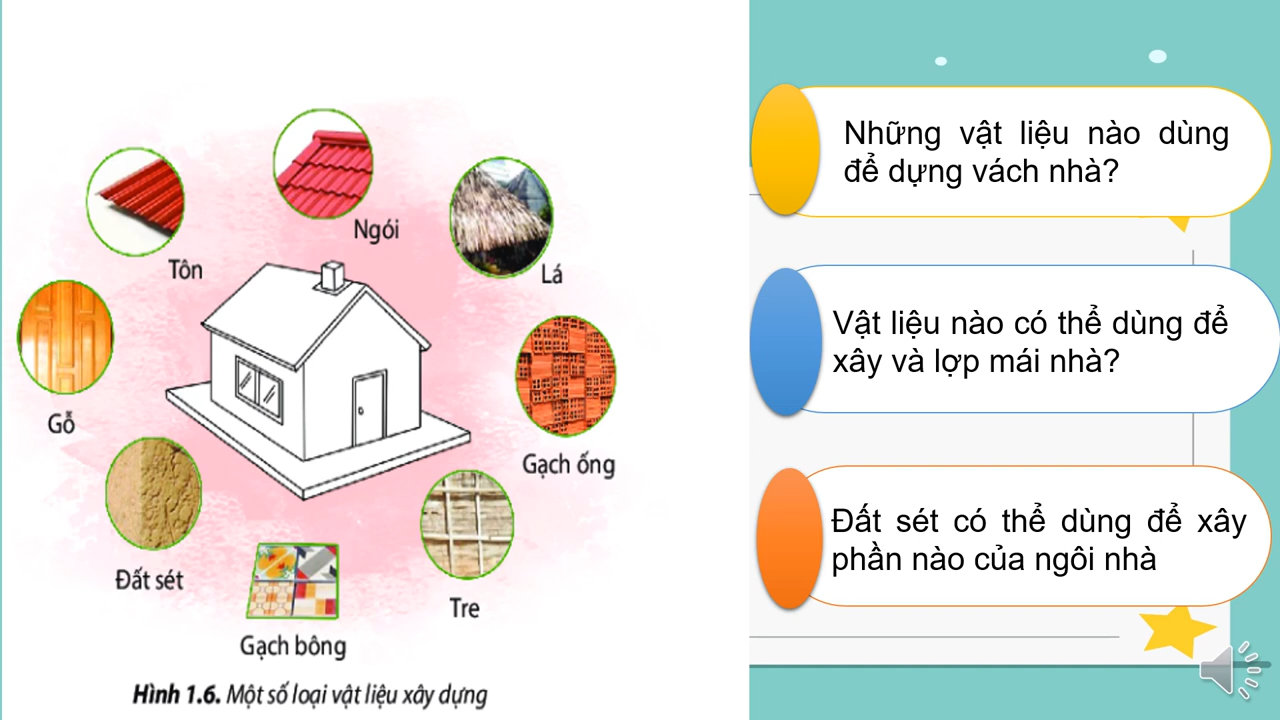 Ngói
Tôn
Lá
Gỗ
Gạch ống
Đất sét
Tre
Gạch bông
Hình 1.6. Một số loại vật liệu xây dựng
Những vật liệu nào dùng
để dựng vách nhà?
Vật liệu nào có thể dùng để
xây và lợp mái nhà?
Đất sét có thể dùng để xây
phần nào của ngôi nhà